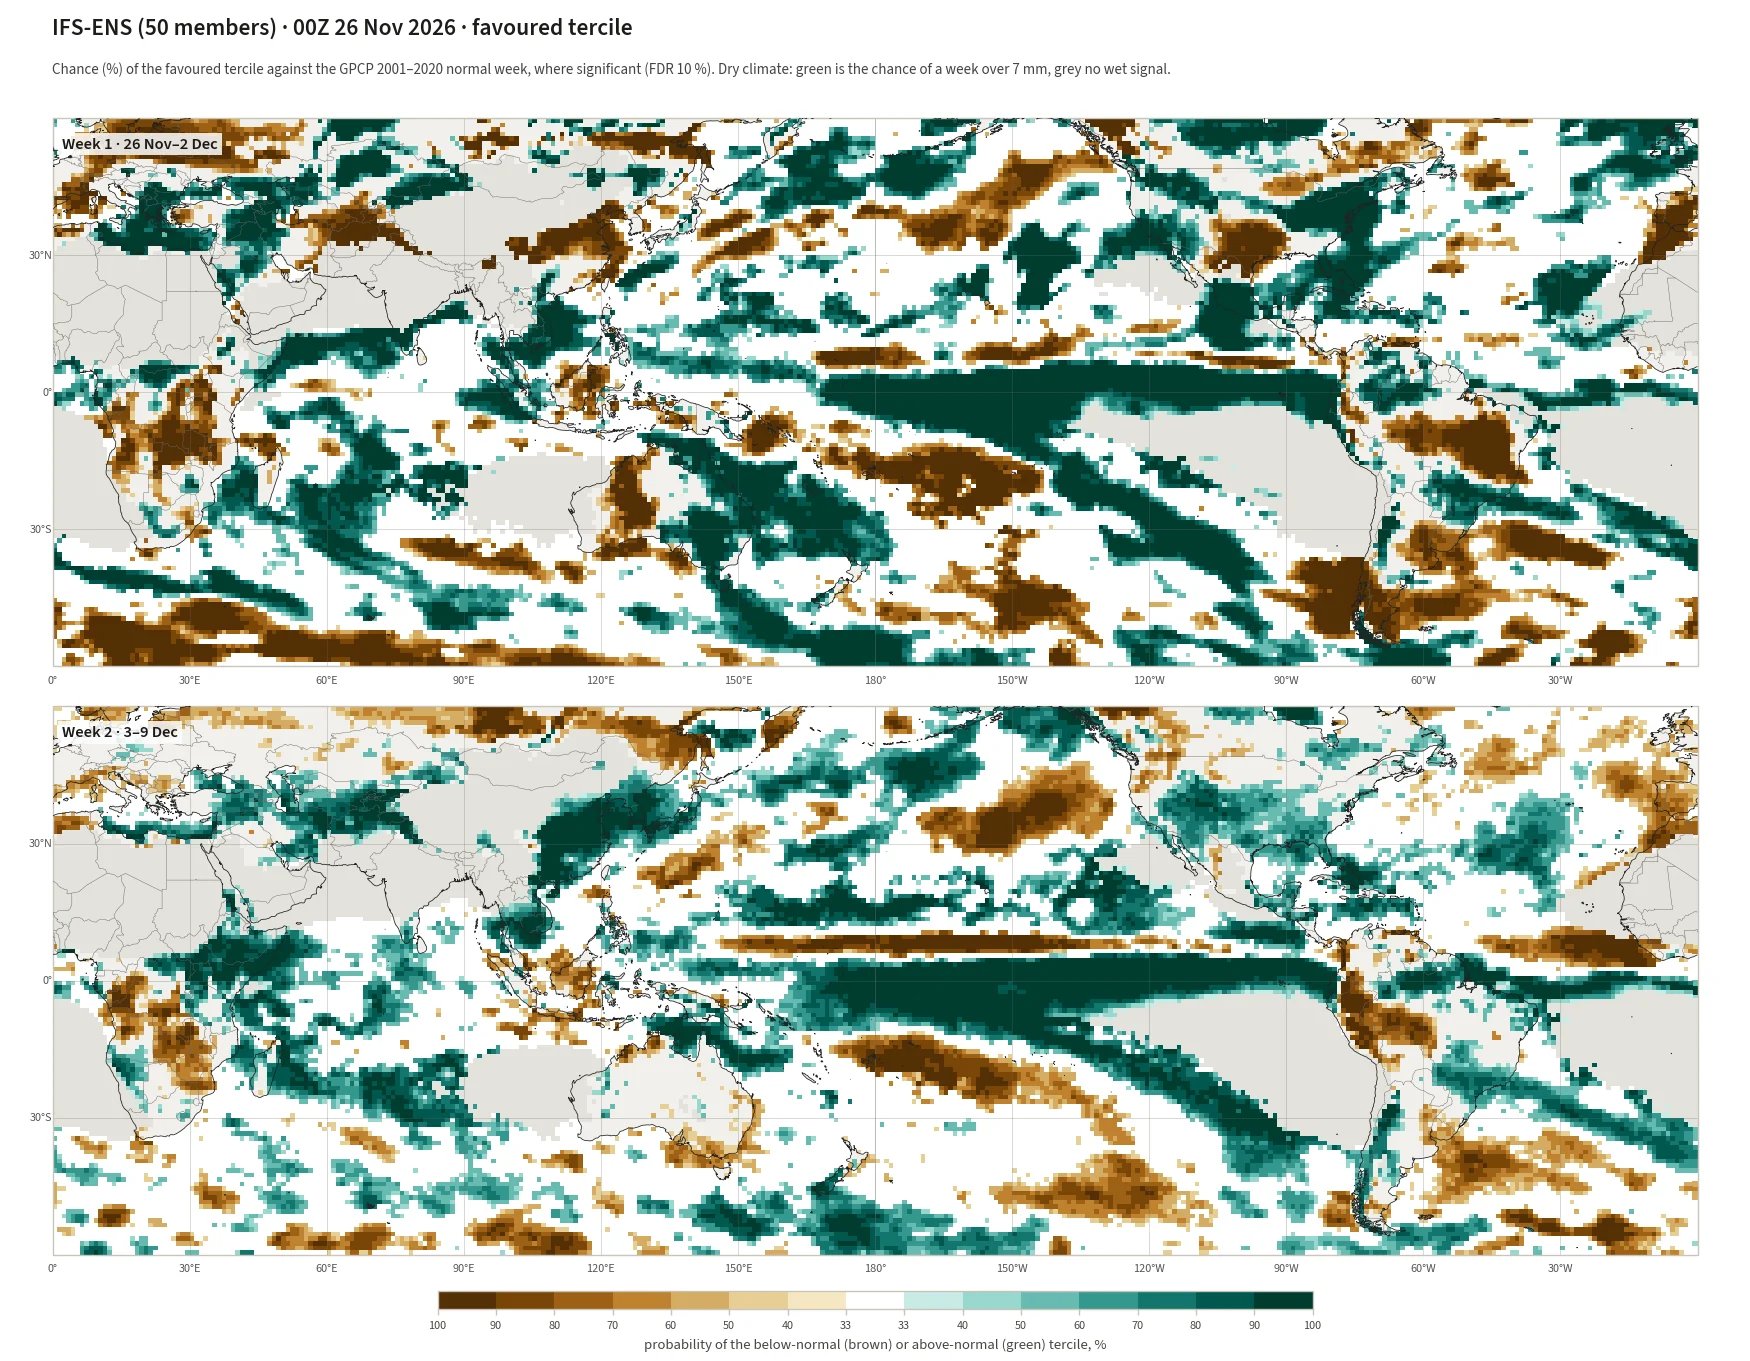 IFS-ENS (50 members) · 00Z 26 Nov 2026 · favoured tercile
Chance (%) of the favoured tercile against the GPCP 2001–2020 normal week, where significant (FDR 10 %). Dry climate: green is the chance of a week over 7 mm, grey no wet signal.
Week 1 · 26 Nov–2 Dec
30°N
0°
30°S
0° 30°E 60°E 90°E 120°E 150°E 180° 150°W 120°W 90°W 60°W 30°W
Week 2 · 3–9 Dec
30°N
0°
30°S
0° 30°E 60°E 90°E 120°E 150°E 180° 150°W 120°W 90°W 60°W 30°W
100 90 80 70 60 50 40 33 33 40 50 60 70 80 90 100
probability of the below-normal (brown) or above-normal (green) tercile, %